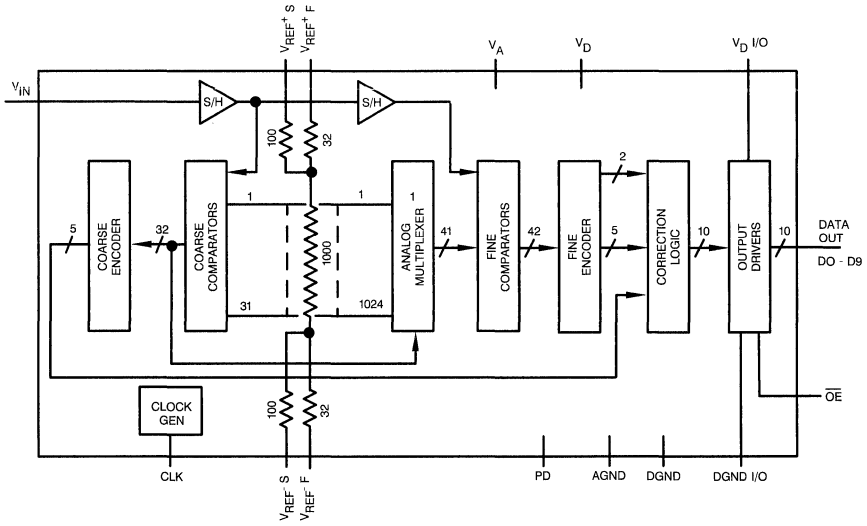 VREF+ S
VREF+ F
VA
VD
VD I/O
VIN
S/H
S/H
100
32
2
1
1
1
5
COARSE
ENCODER
32
COARSE
COMPARATORS
1000
ANALOG
MULTIPLEXER
41
FINE
COMPARATORS
42
FINE
ENCODER
5
CORRECTION
LOGIC
10
OUTPUT
DRIVERS
10
DATA
OUT
DO - D9
31
1024
100
32
OE
CLOCK
GEN
CLK
VREF- S
VREF- F
PD
AGND
DGND
DGND I/O